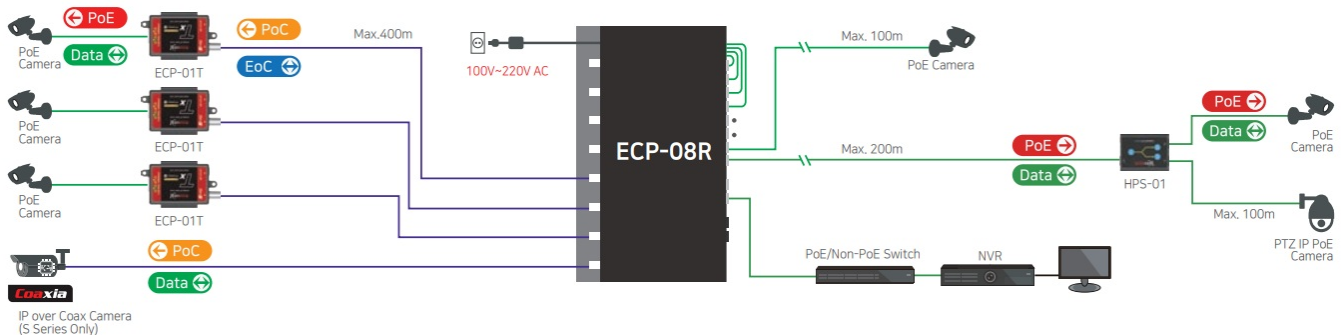 PoE
Data
PoE
Camera
ECP-01T
PoC
EoC
Max.400m
PoE
Camera
ECP-01T
PoE
Camera
ECP-01T
PoC
Data
Coaxia
IP over Coax Camera
(S Series Only)
100V~220V AC
ECP-08R
Max. 100m
PoE Camera
Max. 200m
PoE
Data
HPS-01
PoE
Data
PoE
Camera
Max. 100m
PTZ IP PoE
Camera
PoE/Non-PoE Switch
NVR